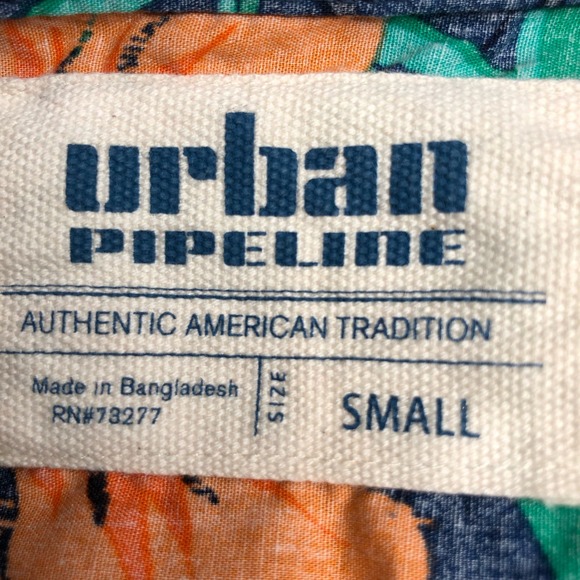 urban
PIPELINE
AUTHENTIC AMERICAN TRADITION
Made in Bangladesh
RN#73277
SIZE
SMALL